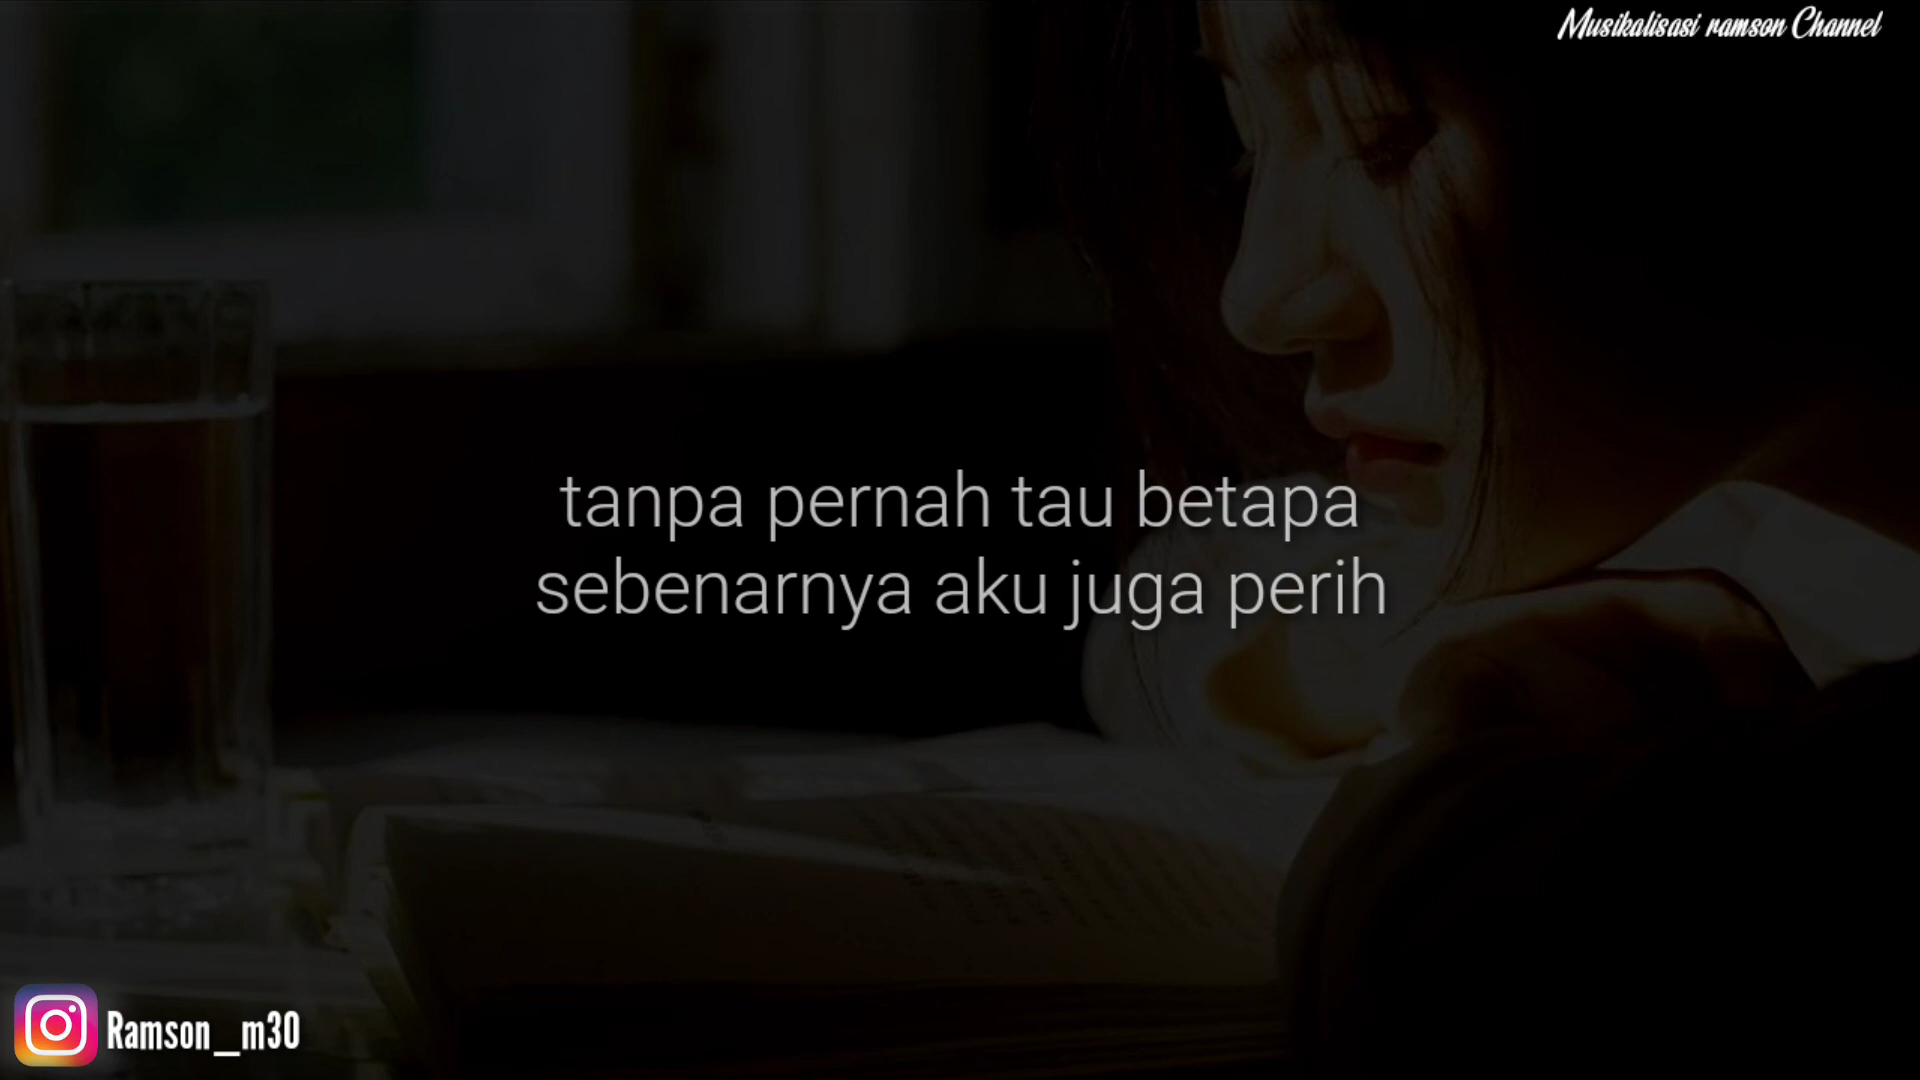 Musikalisasi ramson Channel
tanpa pernah tau betapa
sebenarnya aku juga perih
Ramson_m30